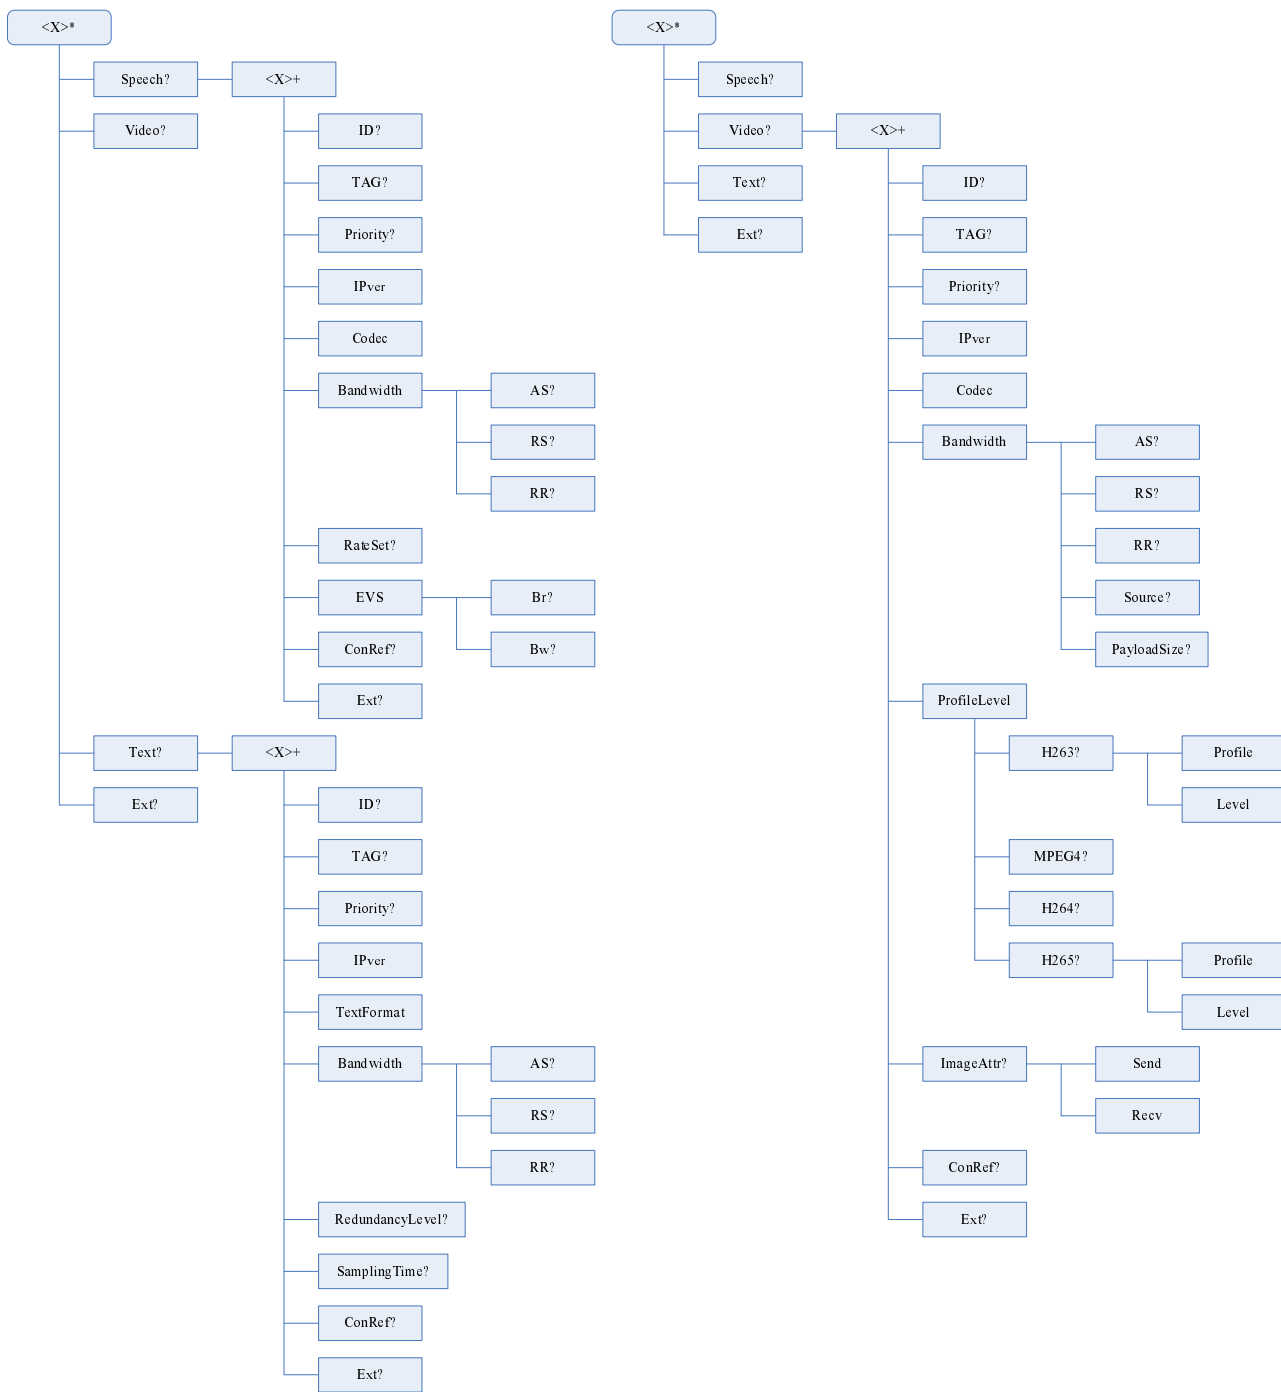 <X>*
Speech?
<X>+
Video?
ID?
TAG?
Priority?
IPver
Codec
Bandwidth
AS?
RS?
RR?
RateSet?
EVS
Br?
Bw?
ConRef?
Ext?
Text?
<X>+
Ext?
ID?
TAG?
Priority?
IPver
TextFormat
Bandwidth
AS?
RS?
RR?
RedundancyLevel?
SamplingTime?
ConRef?
Ext?
<X>*
Speech?
Video?
<X>+
Text?
Ext?
ID?
TAG?
Priority?
IPver
Codec
Bandwidth
AS?
RS?
RR?
Source?
PayloadSize?
ProfileLevel
H263?
Profile
Level
MPEG4?
H264?
H265?
Profile
Level
ImageAttr?
Send
Recv
ConRef?
Ext?